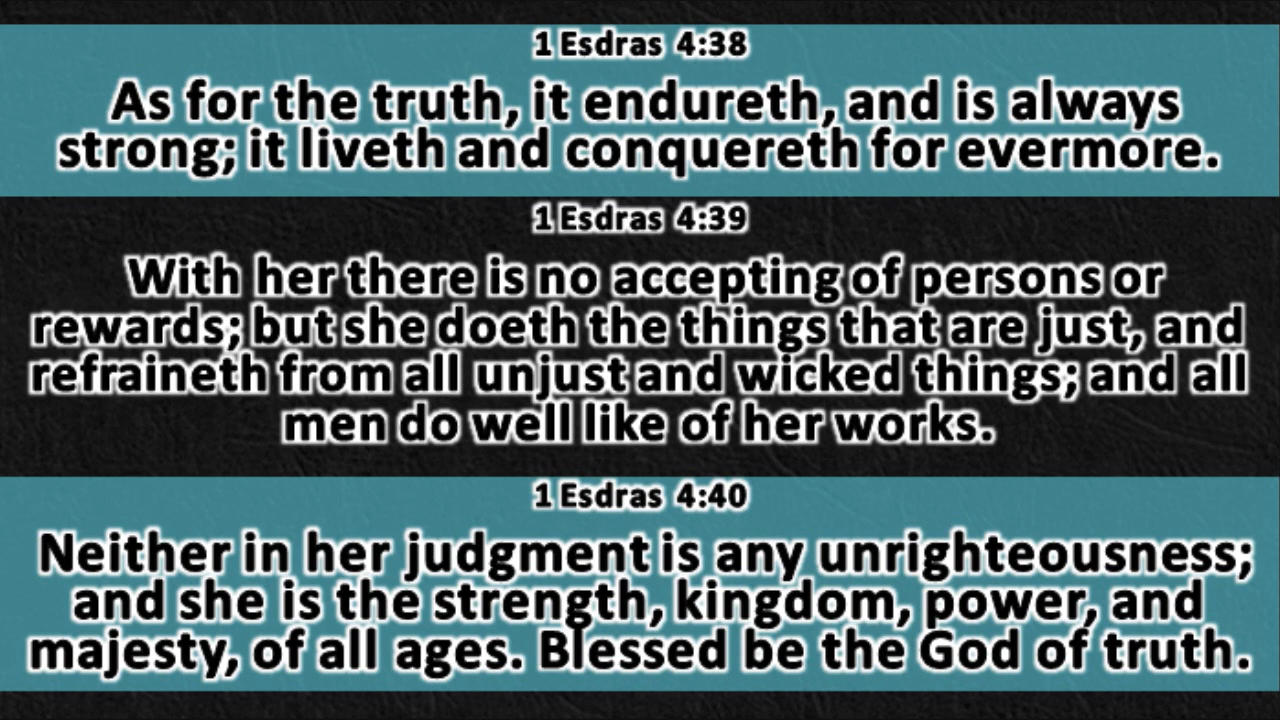 1 Esdras 4:38
As for the truth, it endureth, and is always
strong; it liveth and conquereth for evermore.
1 Esdras 4:39
With her there is no accepting of persons or
rewards; but she doeth the things that are just, and
refraineth from all unjust and wicked things; and all
men do well like of her works.
1 Esdras 4:40
Neither in her judgment is any unrighteousness;
and she is the strength, kingdom, power, and
majesty, of all ages. Blessed be the God of truth.